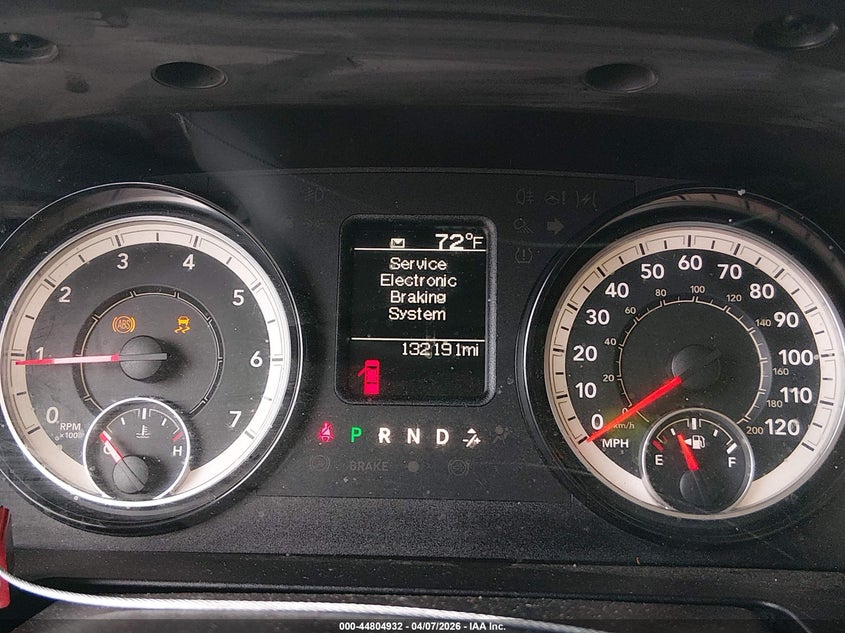 72°F
Service
Electronic
Braking
System
132191mi
0 1 2 3 4 5 6 7
RPM
x1000
ABS
C H
P R N D
BRAKE
0 10 20 30 40 50 60 70 80 90 100 110 120
MPH
0 20 40 60 80 100 120 140 160 180 200
km/h
E F
000-44804932 - 04/07/2026 - IAA Inc.